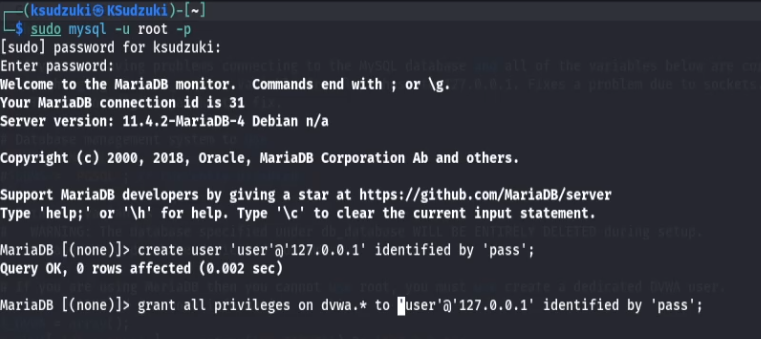 (ksudzuki㉿KSudzuki)-[~]
$ sudo mysql -u root -p
[sudo] password for ksudzuki:
Enter password:
Welcome to the MariaDB monitor.  Commands end with ; or \g.
Your MariaDB connection id is 31
Server version: 11.4.2-MariaDB-4 Debian n/a
Copyright (c) 2000, 2018, Oracle, MariaDB Corporation Ab and others.
Support MariaDB developers by giving a star at https://github.com/MariaDB/server
Type 'help;' or '\h' for help. Type '\c' to clear the current input statement.
MariaDB [(none)]> create user 'user'@'127.0.0.1' identified by 'pass';
Query OK, 0 rows affected (0.002 sec)
MariaDB [(none)]> grant all privileges on dvwa.* to 'user'@'127.0.0.1' identified by 'pass';